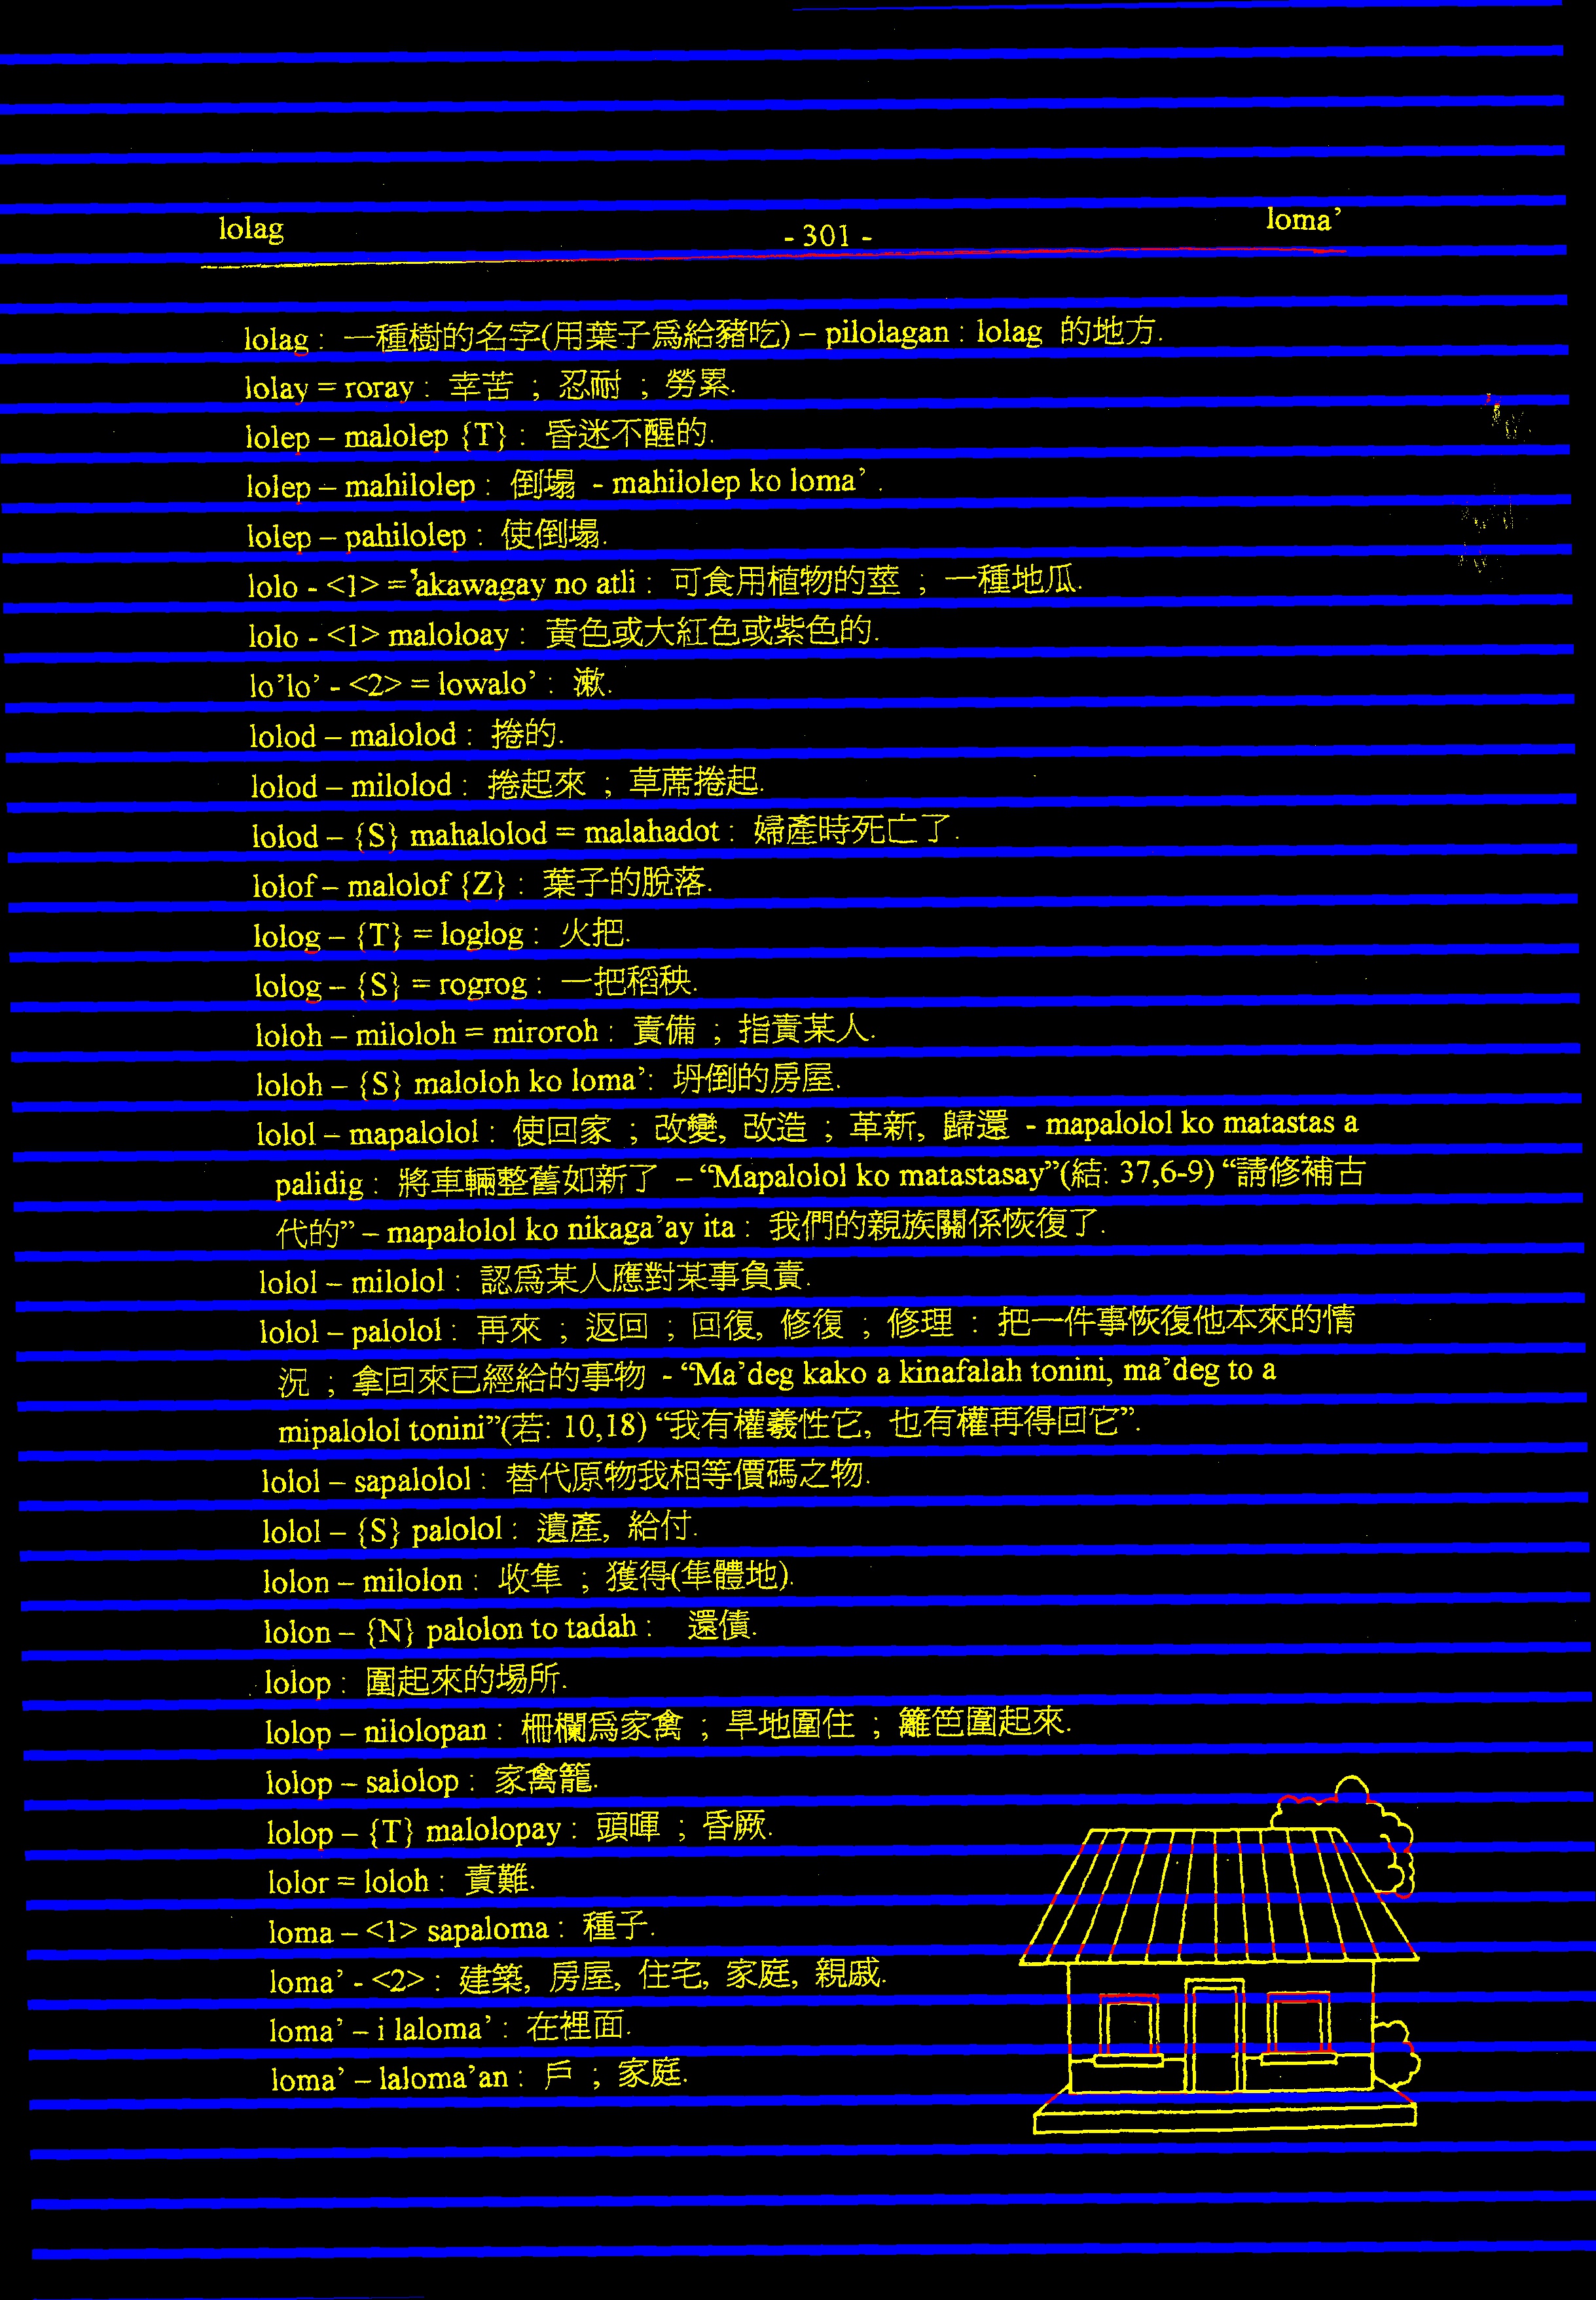 lolag
- 301 -
loma’
lolag : 一種樹的名字(用葉子爲給豬吃) – pilolagan : lolag 的地方.
lolay = roray : 幸苦 ; 忍耐 ; 勞累.
lolep – malolep {T} : 昏迷不醒的.
lolep – mahilolep : 倒塌 - mahilolep ko loma’ .
lolep – pahilolep : 使倒塌.
lolo - <1> = ’akawagay no atli : 可食用植物的莖 ; 一種地瓜.
lolo - <1> maloloay : 黃色或大紅色或紫色的.
lo’lo’ - <2> = lowalo’ : 漱.
lolod – malolod : 捲的.
lolod – milolod : 捲起來 ; 草蓆捲起.
lolod – {S} mahalolod = malahadot : 婦產時死亡了.
lolof – malolof {Z} : 葉子的脫落.
lolog – {T} = loglog : 火把.
lolog – {S} = rogrog : 一把稻秧.
loloh – miloloh = miroroh : 責備 ; 指責某人.
loloh – {S} maloloh ko loma’: 坍倒的房屋.
lolol – mapalolol : 使回家 ; 改變, 改造 ; 革新, 歸還 - mapalolol ko matastas a
palidig : 將車輛整舊如新了 – “Mapalolol ko matastasay”(結: 37,6-9) “請修補古
代的” – mapalolol ko nikaga’ay ita : 我們的親族關係恢復了.
lolol – milolol : 認爲某人應對某事負責.
lolol – palolol : 再來 ; 返回 ; 回復, 修復 ; 修理 : 把一件事恢復他本來的情
況 ; 拿回來已經給的事物 - “Ma’deg kako a kinafalah tonini, ma’deg to a
mipalolol tonini”(若: 10,18) “我有權羲性它, 也有權再得回它”.
lolol – sapalolol : 替代原物我相等價碼之物.
lolol – {S} palolol : 遺產, 給付.
lolon – milolon : 收隼 ; 獲得(隼體地).
lolon – {N} palolon to tadah : 還債.
lolop : 圍起來的場所.
lolop – nilolopan : 柵欄爲家禽 ; 旱地圍住 ; 籬笆圍起來.
lolop – salolop : 家禽籠.
lolop – {T} malolopay : 頭暉 ; 昏厥.
lolor = loloh : 責難.
loma – <1> sapaloma : 種子.
loma’ - <2> : 建築, 房屋, 住宅, 家庭, 親戚.
loma’ – i laloma’ : 在裡面.
loma’ – laloma’an : 戶 ; 家庭.